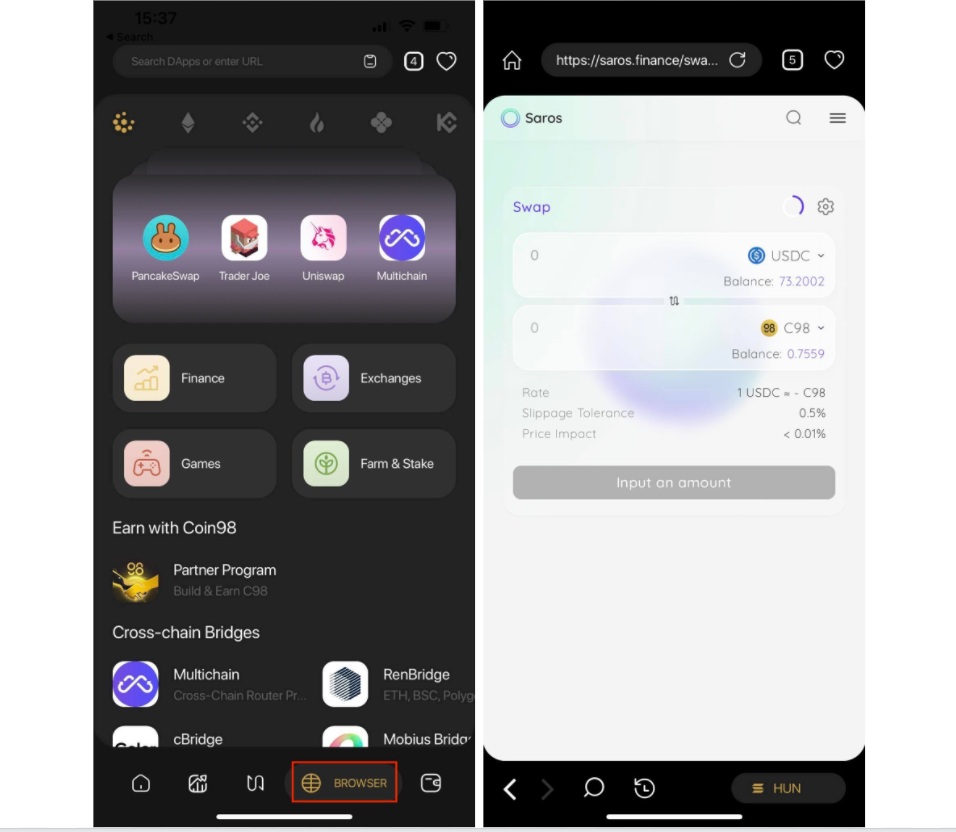 15:37
◀ Search
Search DApps or enter URL
4
PancakeSwap
Trader Joe
Uniswap
Multichain
Finance
Exchanges
Games
Farm & Stake
Earn with Coin98
98
Partner Program
Build & Earn C98
Cross-chain Bridges
Multichain
Cross-Chain Router Pr...
RenBridge
ETH, BSC, Polyg
cBridge
Mobius Bridg
BROWSER
https://saros.finance/swa...
5
Saros
Swap
0
USDC
Balance: 73.2002
0
98
C98
Balance: 0.7559
Rate
1 USDC ≈ - C98
Slippage Tolerance
0.5%
Price Impact
< 0.01%
Input an amount
HUN